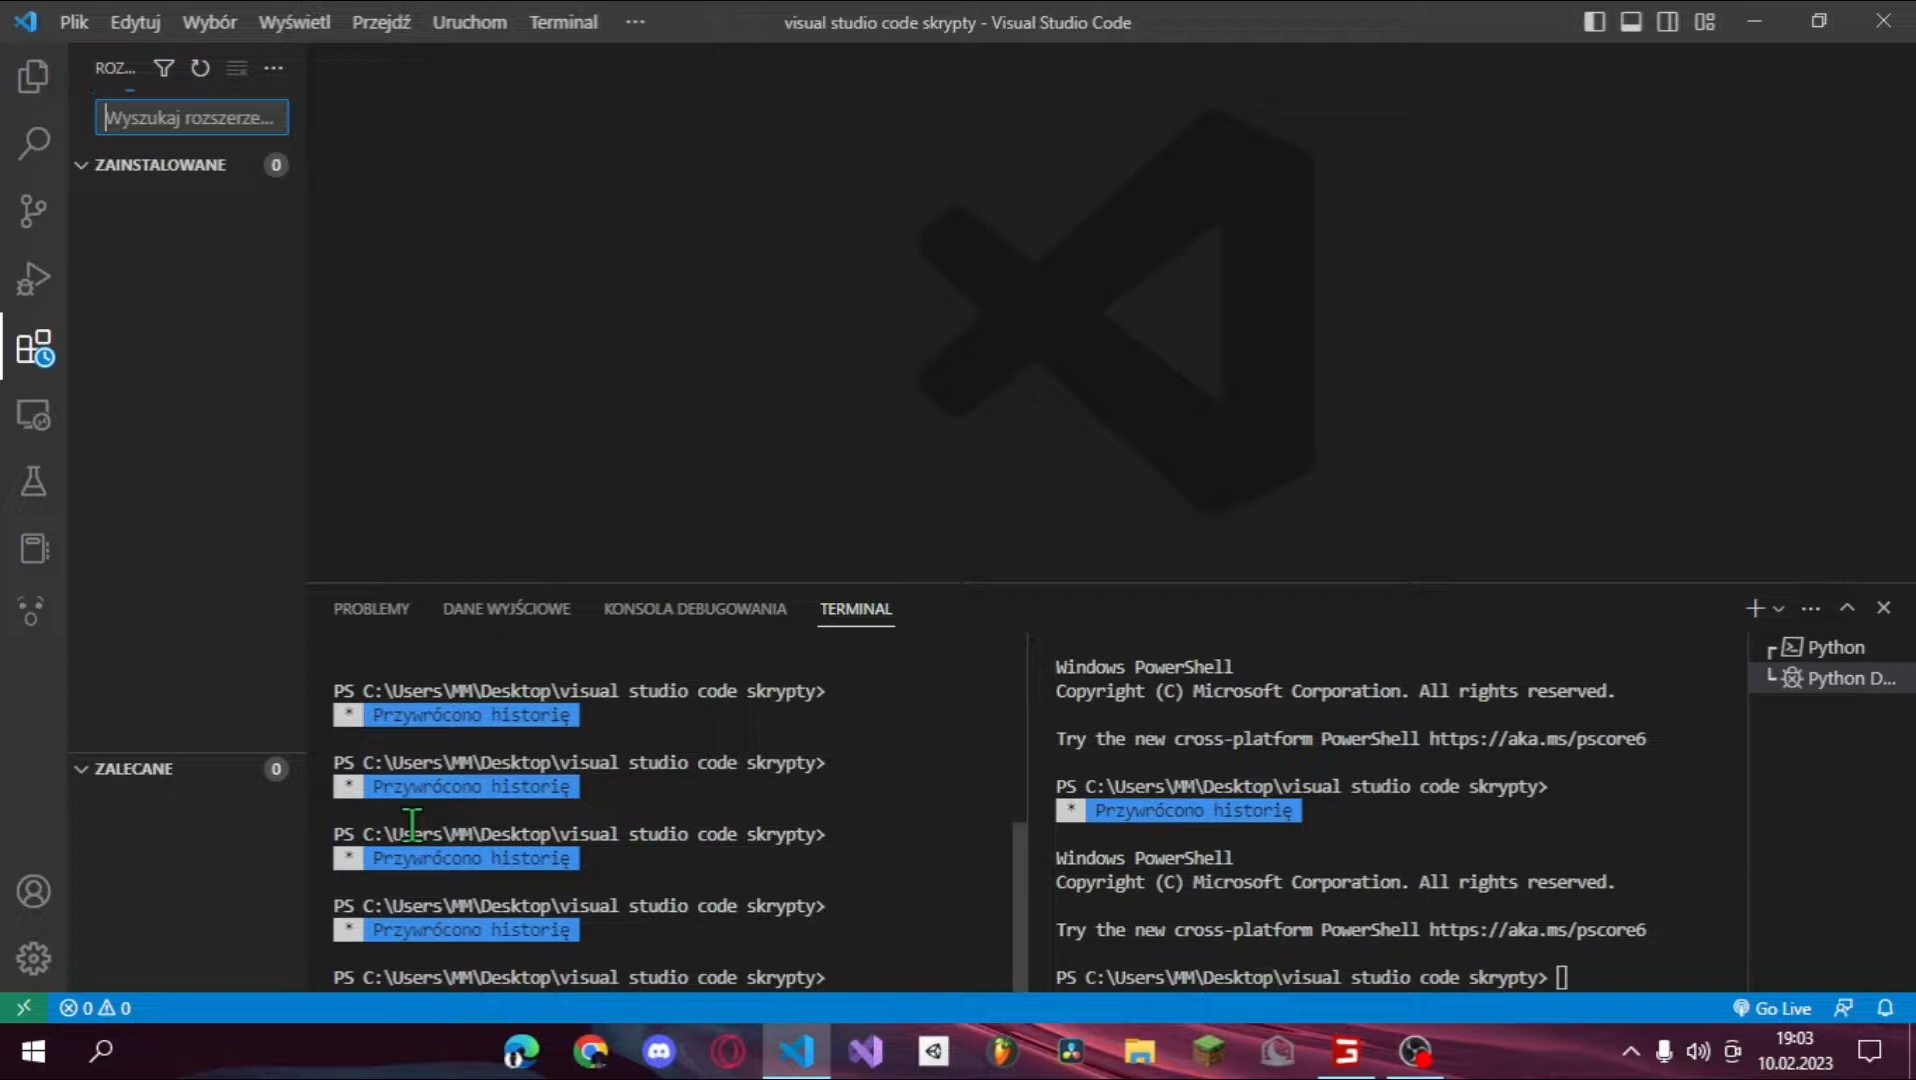 Plik Edytuj Wybór Wyświetl Przejdź Uruchom Terminal ··· visual studio code skrypty - Visual Studio Code
ROZ...
Wyszukaj rozszerze...
ZAINSTALOWANE 0
ZALECANE 0
PROBLEMY DANE WYJŚCIOWE KONSOLA DEBUGOWANIA TERMINAL
PS C:\Users\MM\Desktop\visual studio code skrypty>
* Przywrócono historię
PS C:\Users\MM\Desktop\visual studio code skrypty>
* Przywrócono historię
PS C:\Users\MM\Desktop\visual studio code skrypty>
* Przywrócono historię
PS C:\Users\MM\Desktop\visual studio code skrypty>
* Przywrócono historię
PS C:\Users\MM\Desktop\visual studio code skrypty>
Windows PowerShell
Copyright (C) Microsoft Corporation. All rights reserved.
Try the new cross-platform PowerShell https://aka.ms/pscore6
PS C:\Users\MM\Desktop\visual studio code skrypty>
* Przywrócono historię
Windows PowerShell
Copyright (C) Microsoft Corporation. All rights reserved.
Try the new cross-platform PowerShell https://aka.ms/pscore6
PS C:\Users\MM\Desktop\visual studio code skrypty>
Python
Python D...
0 0
Go Live
19:03
10.02.2023